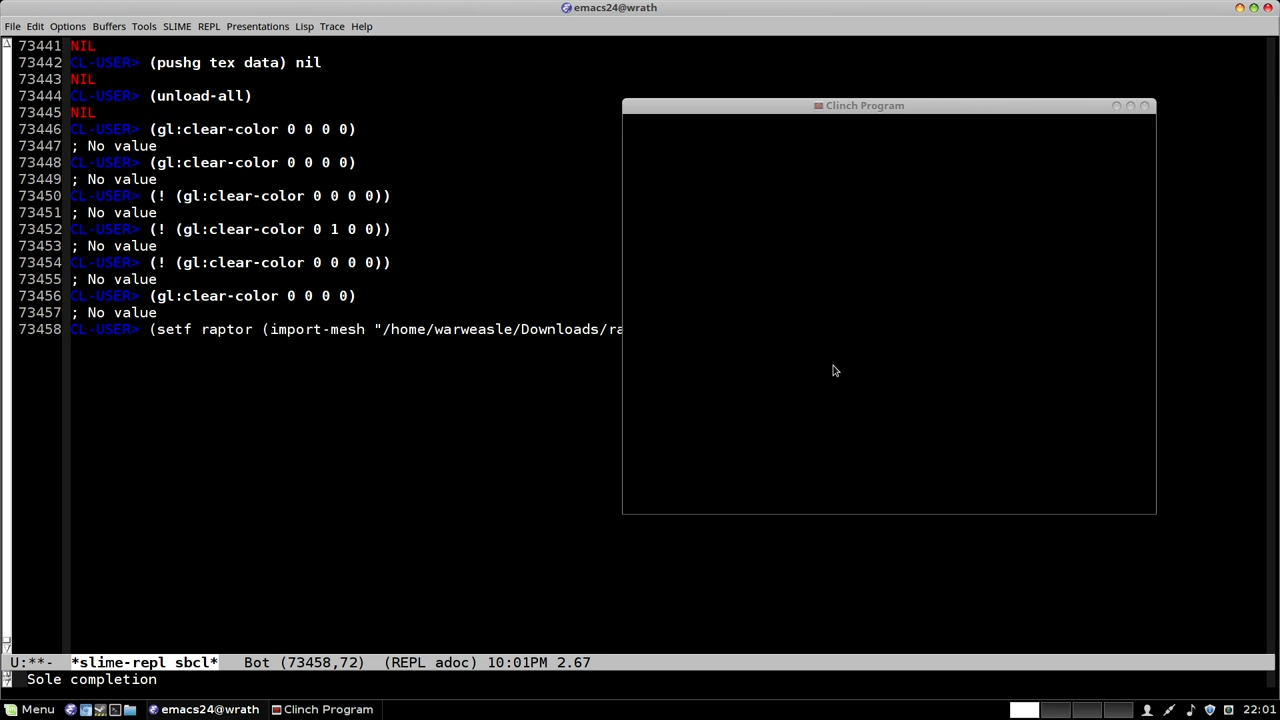 emacs24@wrath
File Edit Options Buffers Tools SLIME REPL Presentations Lisp Trace Help
73441 NIL
73442 CL-USER> (pushg tex data) nil
73443 NIL
73444 CL-USER> (unload-all)
73445 NIL
73446 CL-USER> (gl:clear-color 0 0 0 0)
73447 ; No value
73448 CL-USER> (gl:clear-color 0 0 0 0)
73449 ; No value
73450 CL-USER> (! (gl:clear-color 0 0 0 0))
73451 ; No value
73452 CL-USER> (! (gl:clear-color 0 1 0 0))
73453 ; No value
73454 CL-USER> (! (gl:clear-color 0 0 0 0))
73455 ; No value
73456 CL-USER> (gl:clear-color 0 0 0 0)
73457 ; No value
73458 CL-USER> (setf raptor (import-mesh "/home/warweasle/Downloads/ra
Clinch Program
U:**- *slime-repl sbcl* Bot (73458,72) (REPL adoc) 10:01PM 2.67
Sole completion
Menu emacs24@wrath Clinch Program 22:01